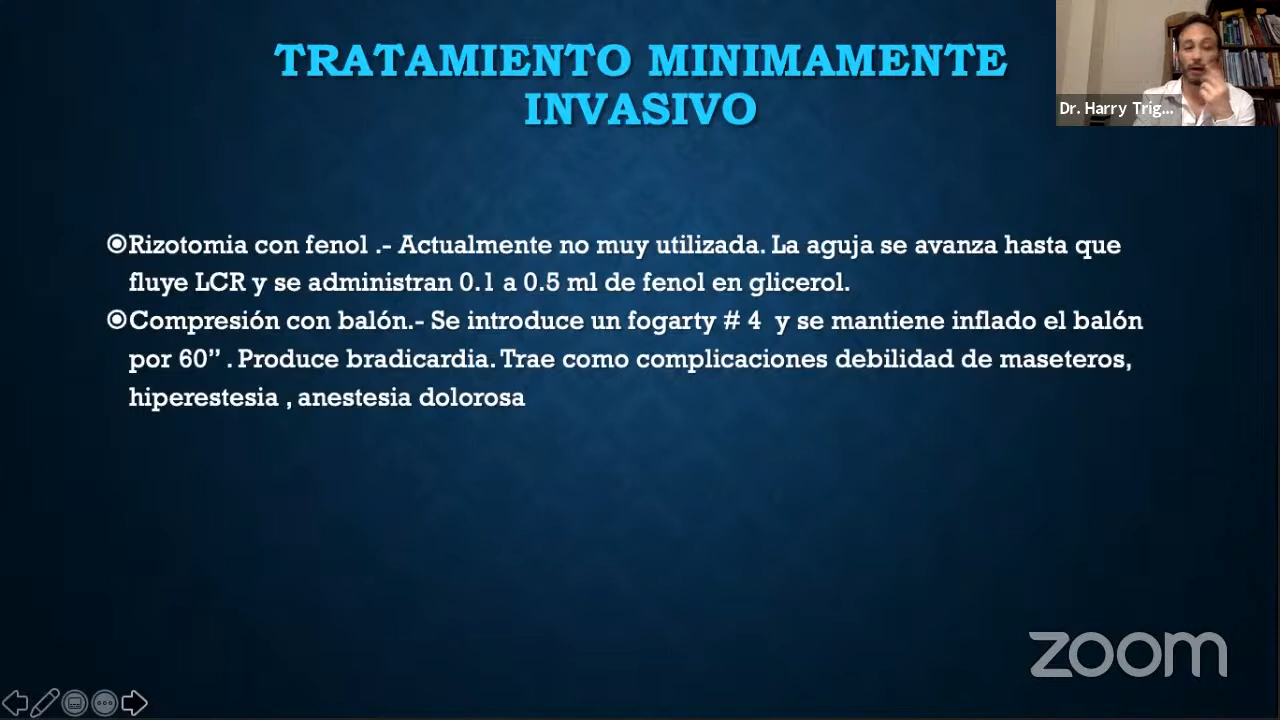 TRATAMIENTO MINIMAMENTE
INVASIVO
Dr. Harry Trig...
Rizotomia con fenol .- Actualmente no muy utilizada. La aguja se avanza hasta que
fluye LCR y se administran 0.1 a 0.5 ml de fenol en glicerol.
Compresión con balón.- Se introduce un fogarty # 4 y se mantiene inflado el balón
por 60” . Produce bradicardia. Trae como complicaciones debilidad de maseteros,
hiperestesia , anestesia dolorosa
zoom